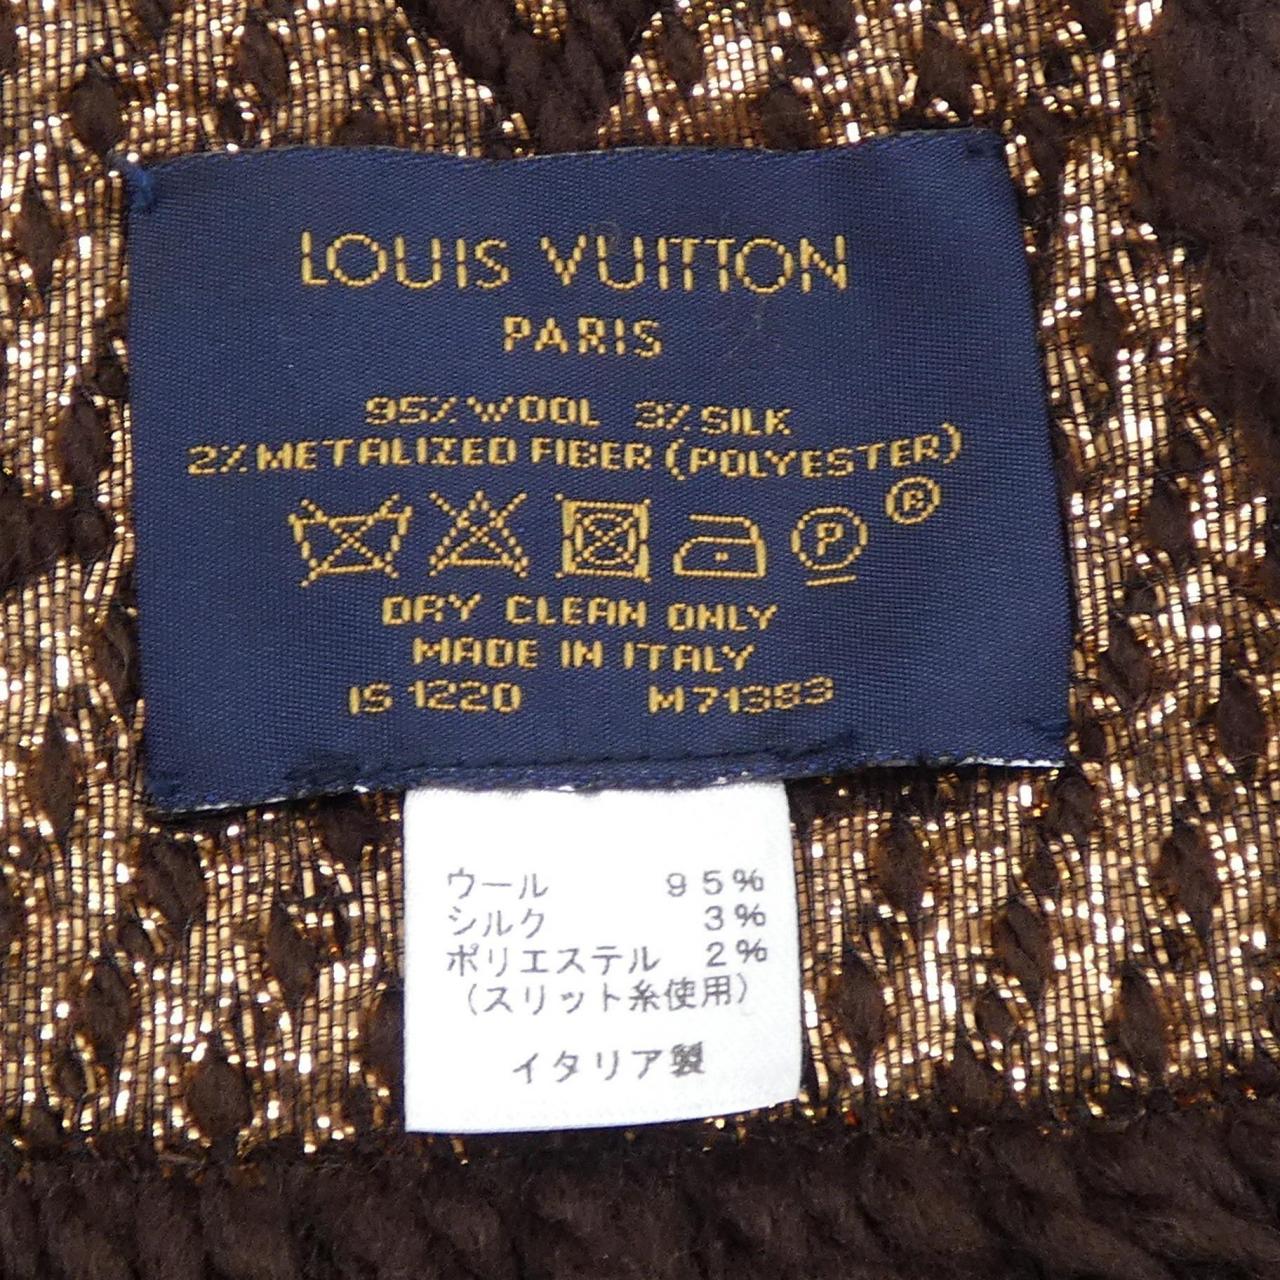 LOUIS VUITTON
PARIS
95% WOOL 3% SILK
2% METALIZED FIBER (POLYESTER)
P ®
DRY CLEAN ONLY
MADE IN ITALY
IS 1220 M71383
ウール 95%
シルク 3%
ポリエステル 2%
(スリット糸使用)
イタリア製